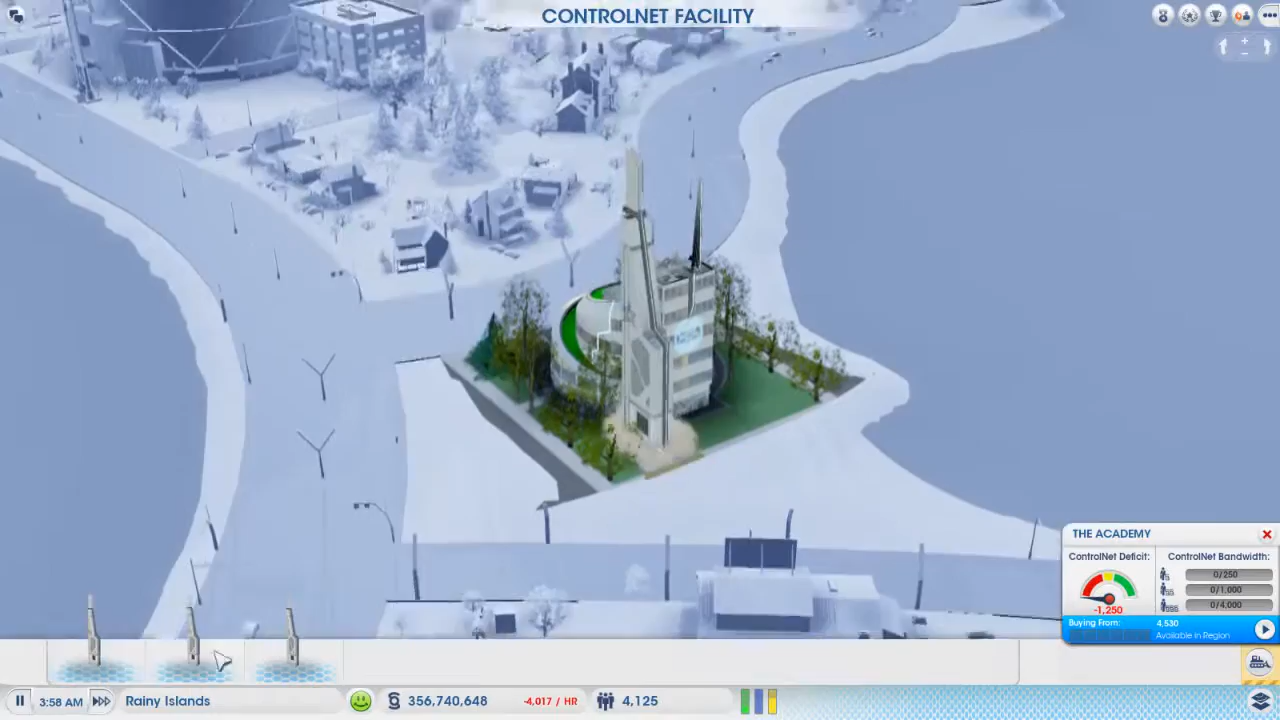 CONTROLNET FACILITY
THE ACADEMY
ControlNet Deficit:
ControlNet Bandwidth:
0/250
0/1,000
0/4,000
-1,250
Buying From:
4,530
Available in Region
3:58 AM
Rainy Islands
356,740,648
-4,017 / HR
4,125